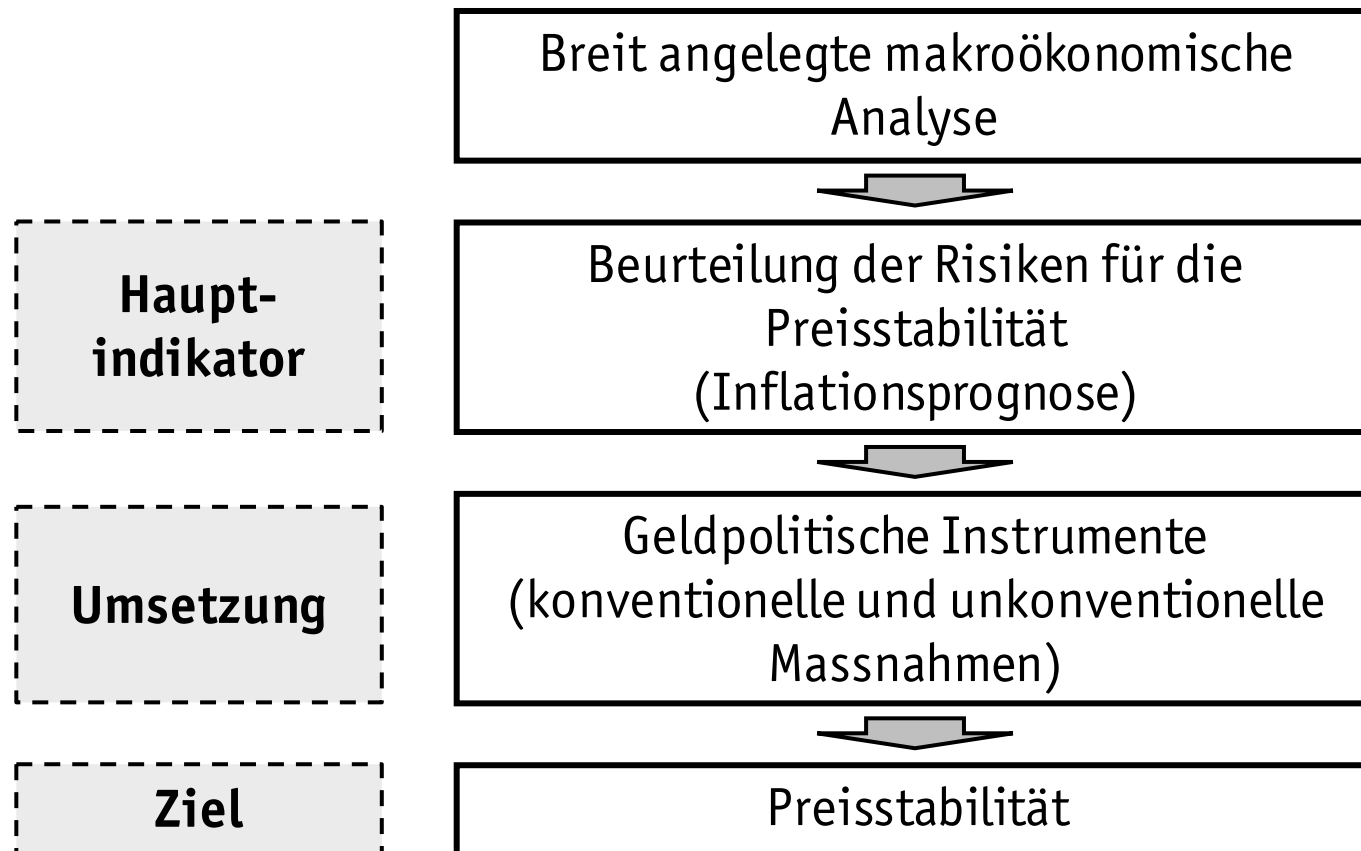 Breit angelegte makroökonomische
Analyse
Haupt-
indikator
Beurteilung der Risiken für die
Preisstabilität
(Inflationsprognose)
Umsetzung
Geldpolitische Instrumente
(konventionelle und unkonventionelle
Massnahmen)
Ziel
Preisstabilität